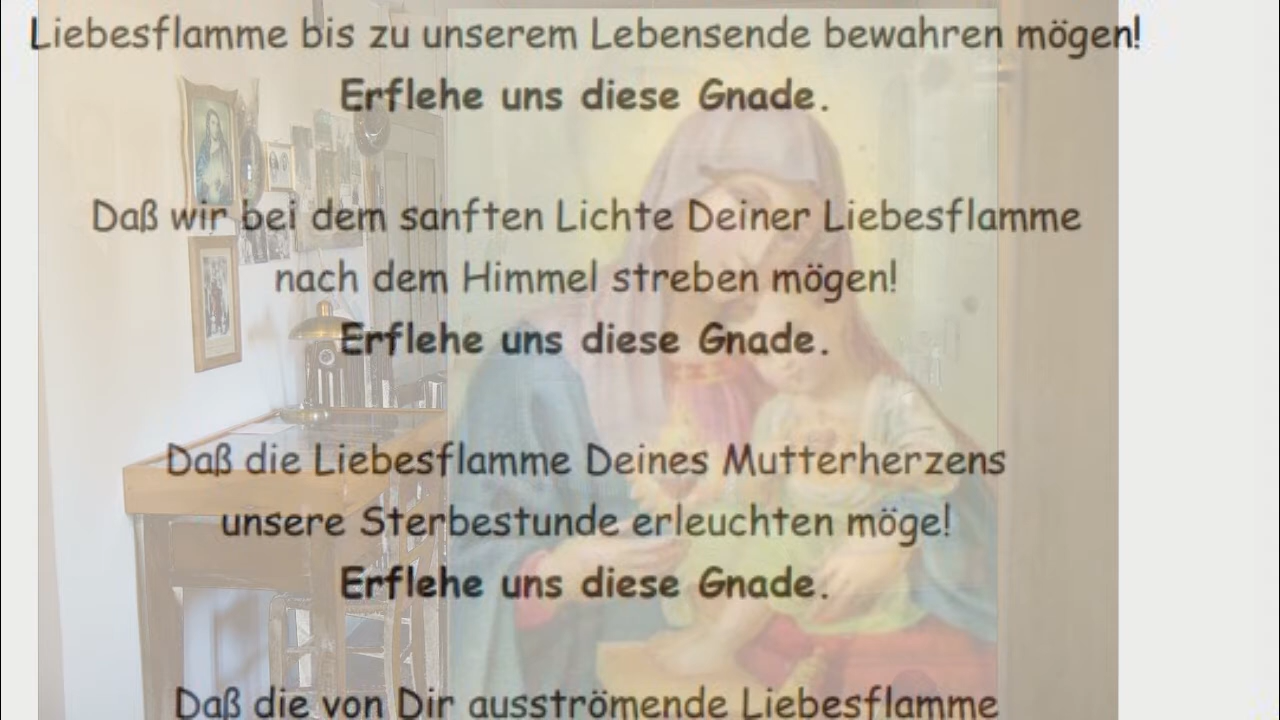 Liebesflamme bis zu unserem Lebensende bewahren mögen!
Erflehe uns diese Gnade.
Daß wir bei dem sanften Lichte Deiner Liebesflamme
nach dem Himmel streben mögen!
Erflehe uns diese Gnade.
Daß die Liebesflamme Deines Mutterherzens
unsere Sterbestunde erleuchten möge!
Erflehe uns diese Gnade.
Daß die von Dir ausströmende Liebesflamme